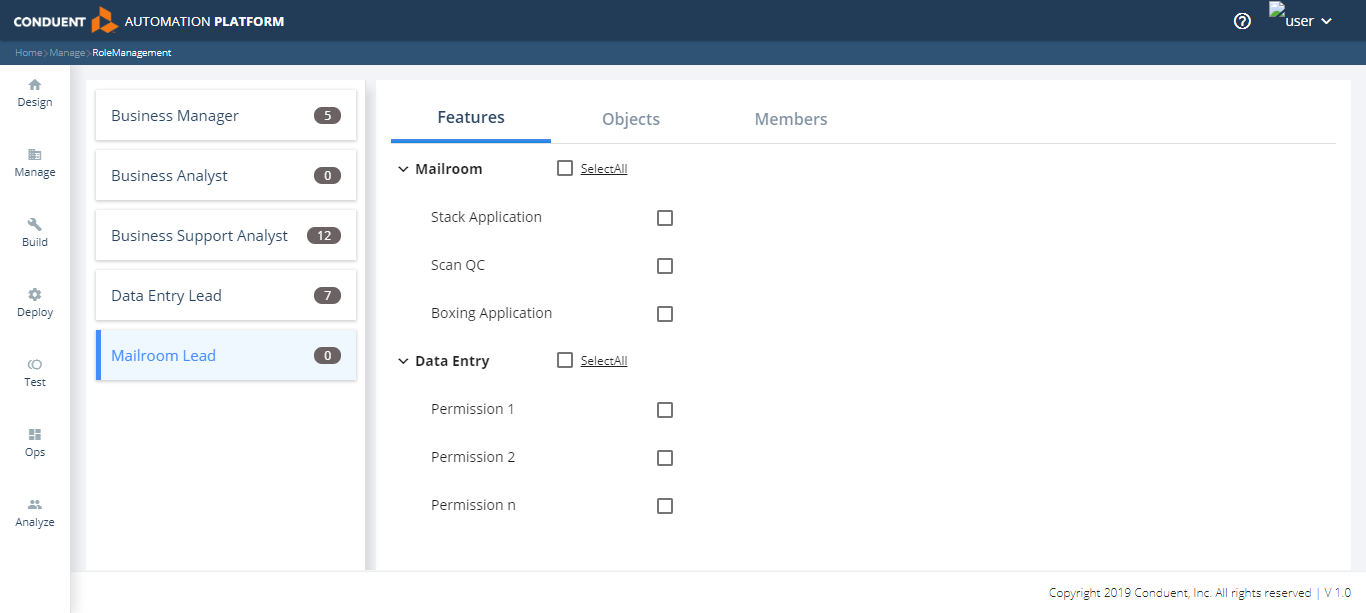 CONDUENT AUTOMATION PLATFORM
user
Home>Manage>RoleManagement
Design
Manage
Build
Deploy
Test
Ops
Analyze
Business Manager 5
Business Analyst 0
Business Support Analyst 12
Data Entry Lead 7
Mailroom Lead 0
Features Objects Members
Mailroom SelectAll
Stack Application
Scan QC
Boxing Application
Data Entry SelectAll
Permission 1
Permission 2
Permission n
Copyright 2019 Conduent, Inc. All rights reserved | V 1.0